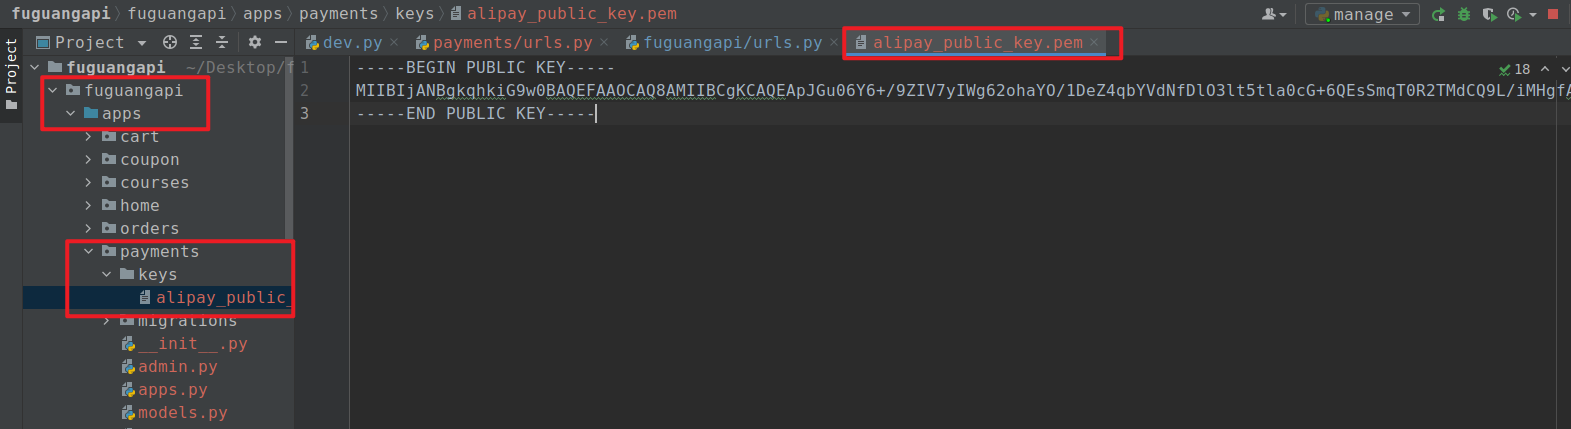 fuguangapi fuguangapi apps payments keys alipay_public_key.pem
manage
Project
Project
dev.py payments/urls.py fuguangapi/urls.py alipay_public_key.pem
fuguangapi ~/Desktop/f
fuguangapi
apps
cart
coupon
courses
home
orders
payments
keys
alipay_public_
migrations
__init__.py
admin.py
apps.py
models.py
1 -----BEGIN PUBLIC KEY-----
18
2 MIIBIjANBgkqhkiG9w0BAQEFAAOCAQ8AMIIBCgKCAQEApJGu06Y6+/9ZIV7yIWg62ohaYO/1DeZ4qbYVdNfDlO3lt5tla0cG+6QEsSmqT0R2TMdCQ9L/iMHgfA
3 -----END PUBLIC KEY-----